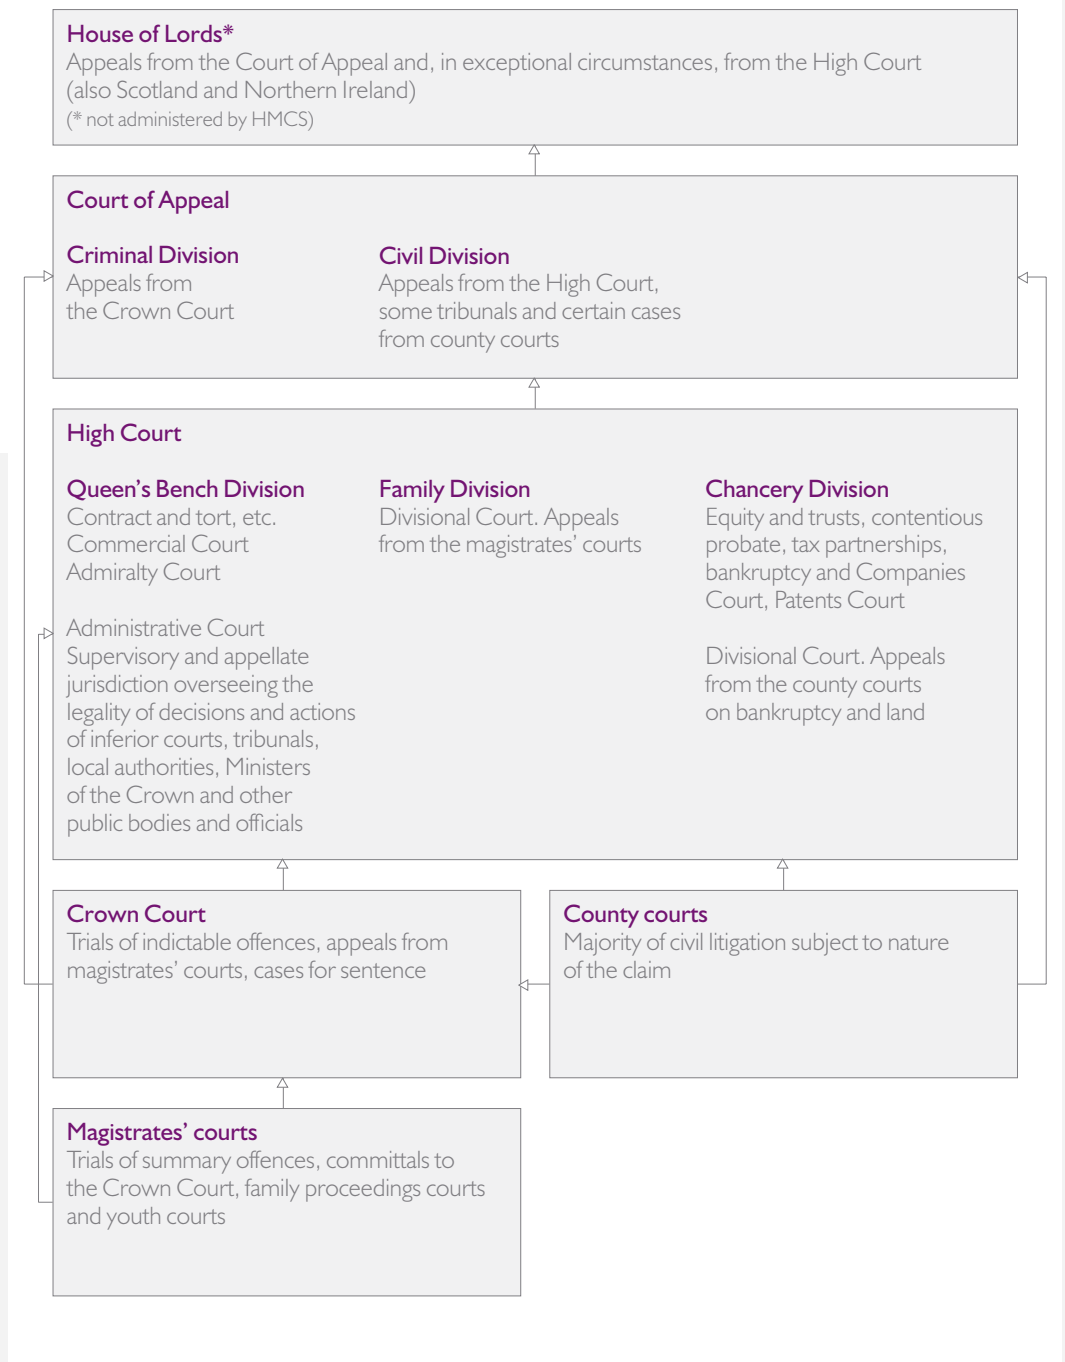 House of Lords*
Appeals from the Court of Appeal and, in exceptional circumstances, from the High Court
(also Scotland and Northern Ireland)
(* not administered by HMCS)
Court of Appeal
Criminal Division
Appeals from
the Crown Court
Civil Division
Appeals from the High Court,
some tribunals and certain cases
from county courts
High Court
Queen's Bench Division
Contract and tort, etc.
Commercial Court
Admiralty Court
Administrative Court
Supervisory and appellate
jurisdiction overseeing the
legality of decisions and actions
of inferior courts, tribunals,
local authorities, Ministers
of the Crown and other
public bodies and officials
Family Division
Divisional Court. Appeals
from the magistrates' courts
Chancery Division
Equity and trusts, contentious
probate, tax partnerships,
bankruptcy and Companies
Court, Patents Court
Divisional Court. Appeals
from the county courts
on bankruptcy and land
Crown Court
Trials of indictable offences, appeals from
magistrates' courts, cases for sentence
County courts
Majority of civil litigation subject to nature
of the claim
Magistrates' courts
Trials of summary offences, committals to
the Crown Court, family proceedings courts
and youth courts